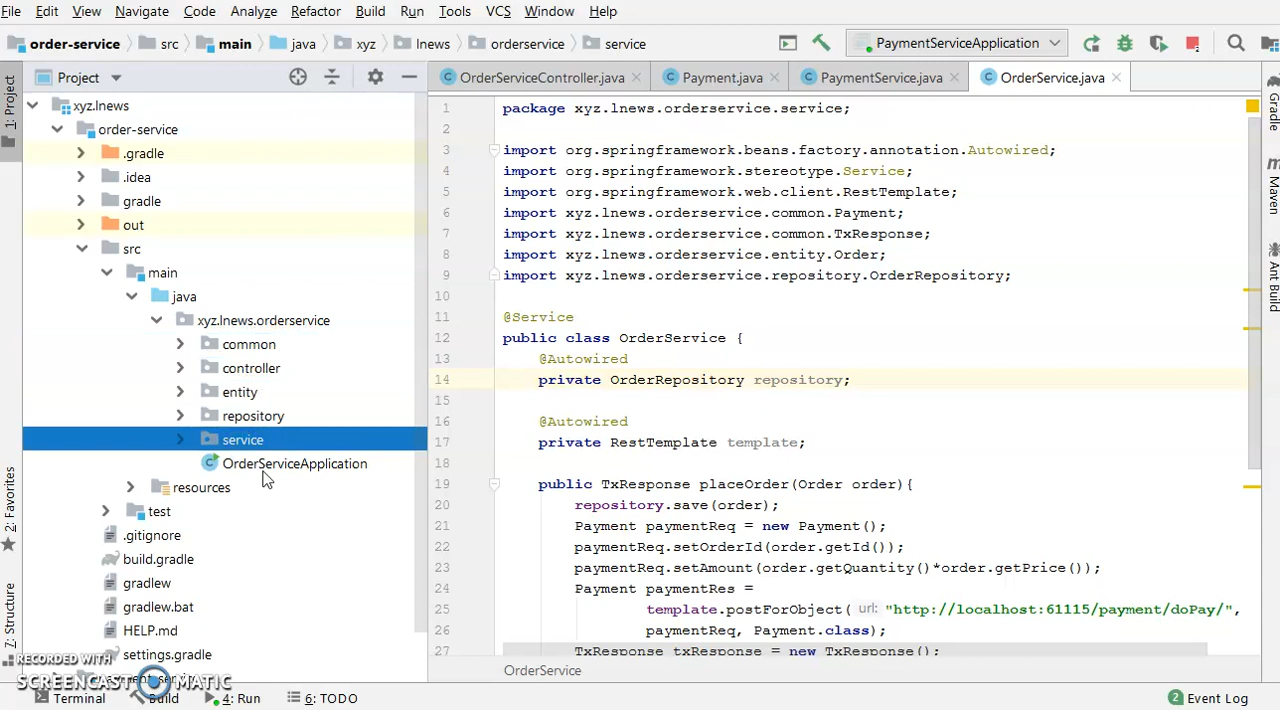 File Edit View Navigate Code Analyze Refactor Build Run Tools VCS Window Help
order-service src main java xyz lnews orderservice service PaymentServiceApplication
1: Project
Project
OrderServiceController.java Payment.java PaymentService.java OrderService.java
xyz.lnews
order-service
.gradle
.idea
gradle
out
src
main
java
xyz.lnews.orderservice
common
controller
entity
repository
service
OrderServiceApplication
resources
test
.gitignore
build.gradle
gradlew
gradlew.bat
HELP.md
settings.gradle
1 package xyz.lnews.orderservice.service;
2
3 import org.springframework.beans.factory.annotation.Autowired;
4 import org.springframework.stereotype.Service;
5 import org.springframework.web.client.RestTemplate;
6 import xyz.lnews.orderservice.common.Payment;
7 import xyz.lnews.orderservice.common.TxResponse;
8 import xyz.lnews.orderservice.entity.Order;
9 import xyz.lnews.orderservice.repository.OrderRepository;
10
11 @Service
12 public class OrderService {
13 @Autowired
14 private OrderRepository repository;
15
16 @Autowired
17 private RestTemplate template;
18
19 public TxResponse placeOrder(Order order){
20 repository.save(order);
21 Payment paymentReq = new Payment();
22 paymentReq.setOrderId(order.getId());
23 paymentReq.setAmount(order.getQuantity()*order.getPrice());
24 Payment paymentRes =
25 template.postForObject( url: "http://localhost:61115/payment/doPay/",
26 paymentReq, Payment.class);
27 TxResponse txResponse = new TxResponse();
OrderService
Gradle
Maven
Ant Build
2: Favorites
Z: Structure
RECORDED WITH
SCREENCAST MATIC
Terminal Build 4: Run 6: TODO 2 Event Log